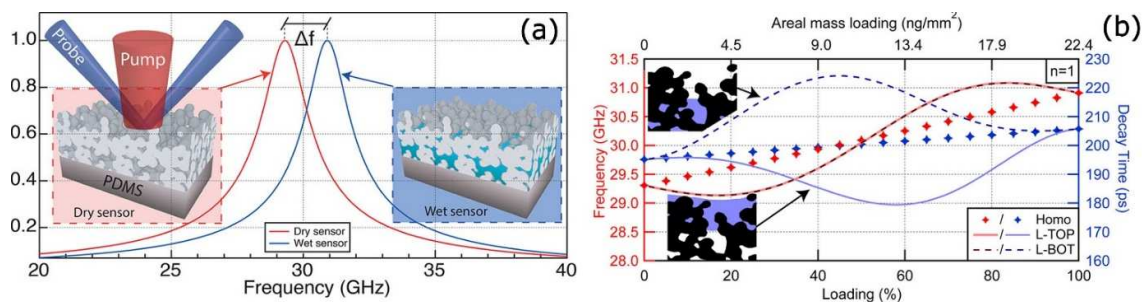 (a)
Δf
1.0
0.8
0.6
0.4
0.2
Probe
Pump
PDMS
Dry sensor
Wet sensor
Dry sensor
Wet sensor
20 25 30 35 40
Frequency (GHz)
(b)
Areal mass loading (ng/mm²)
0 4.5 9.0 13.4 17.9 22.4
n=1
Frequency (GHz)
31.5
31.0
30.5
30.0
29.5
29.0
28.5
28.0
Decay Time (ps)
230
220
210
200
190
180
170
160
/ Homo
/ L-TOP
/ L-BOT
0 20 40 60 80 100
Loading (%)